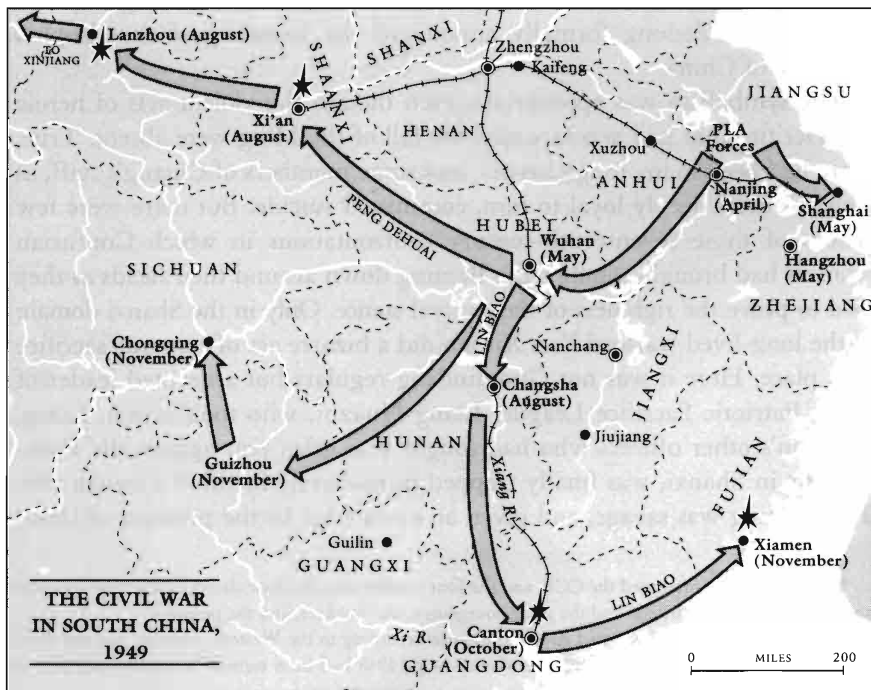 Lanzhou (August)
TO
XINJIANG
SHAANXI
SHANXI
Zhengzhou
Kaifeng
JIANGSU
Xi'an
(August)
HENAN
Xuzhou
PLA
Forces
ANHUI
Nanjing
(April)
Shanghai
(May)
PENG DEHUAI
HUBEI
Wuhan
(May)
Hangzhou
(May)
SICHUAN
ZHEJIANG
LIN BIAO
Nanchang
Chongqing
(November)
Changsha
(August)
JIANGXI
HUNAN
Jiujiang
Guizhou
(November)
Xiang R.
FUJIAN
Guilin
GUANGXI
Xiamen
(November)
LIN BIAO
THE CIVIL WAR
IN SOUTH CHINA,
1949
Xi R.
Canton
(October)
GUANGDONG
0 MILES 200